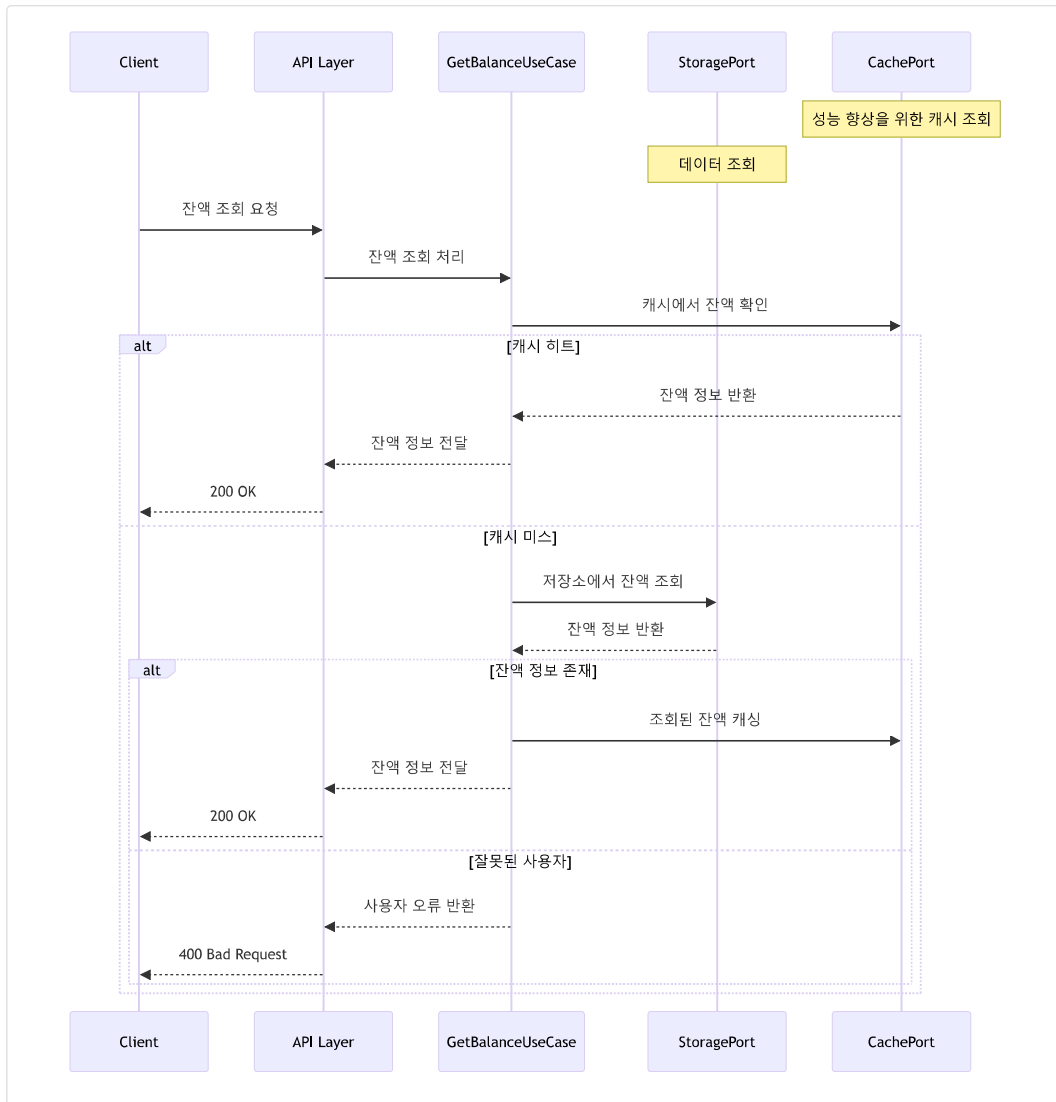 Client
API Layer
GetBalanceUseCase
StoragePort
CachePort
성능 향상을 위한 캐시 조회
데이터 조회
잔액 조회 요청
잔액 조회 처리
캐시에서 잔액 확인
alt
[캐시 히트]
잔액 정보 반환
잔액 정보 전달
200 OK
[캐시 미스]
저장소에서 잔액 조회
잔액 정보 반환
alt
[잔액 정보 존재]
조회된 잔액 캐싱
잔액 정보 전달
200 OK
[잘못된 사용자]
사용자 오류 반환
400 Bad Request
Client
API Layer
GetBalanceUseCase
StoragePort
CachePort